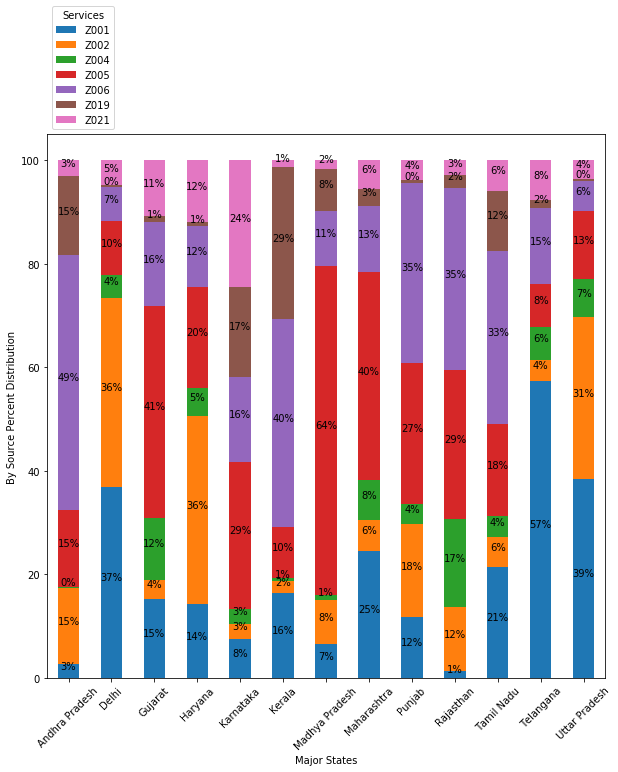 Services
Z001
Z002
Z004
Z005
Z006
Z019
Z021
By Source Percent Distribution
100
80
60
40
20
0
3% 15% 0% 15% 49% 15% 3%
37% 36% 4% 10% 7% 0% 5%
15% 4% 12% 41% 16% 1% 11%
14% 36% 5% 20% 12% 1% 12%
8% 3% 3% 29% 16% 17% 24%
16% 2% 1% 10% 40% 29% 1%
7% 8% 1% 64% 11% 8% 2%
25% 6% 8% 40% 13% 3% 6%
12% 18% 4% 27% 35% 0% 4%
1% 12% 17% 29% 35% 2% 3%
21% 6% 4% 18% 33% 12% 6%
57% 4% 6% 8% 15% 2% 8%
39% 31% 7% 13% 6% 0% 4%
Andhra Pradesh
Delhi
Gujarat
Haryana
Karnataka
Kerala
Madhya Pradesh
Maharashtra
Punjab
Rajasthan
Tamil Nadu
Telangana
Uttar Pradesh
Major States